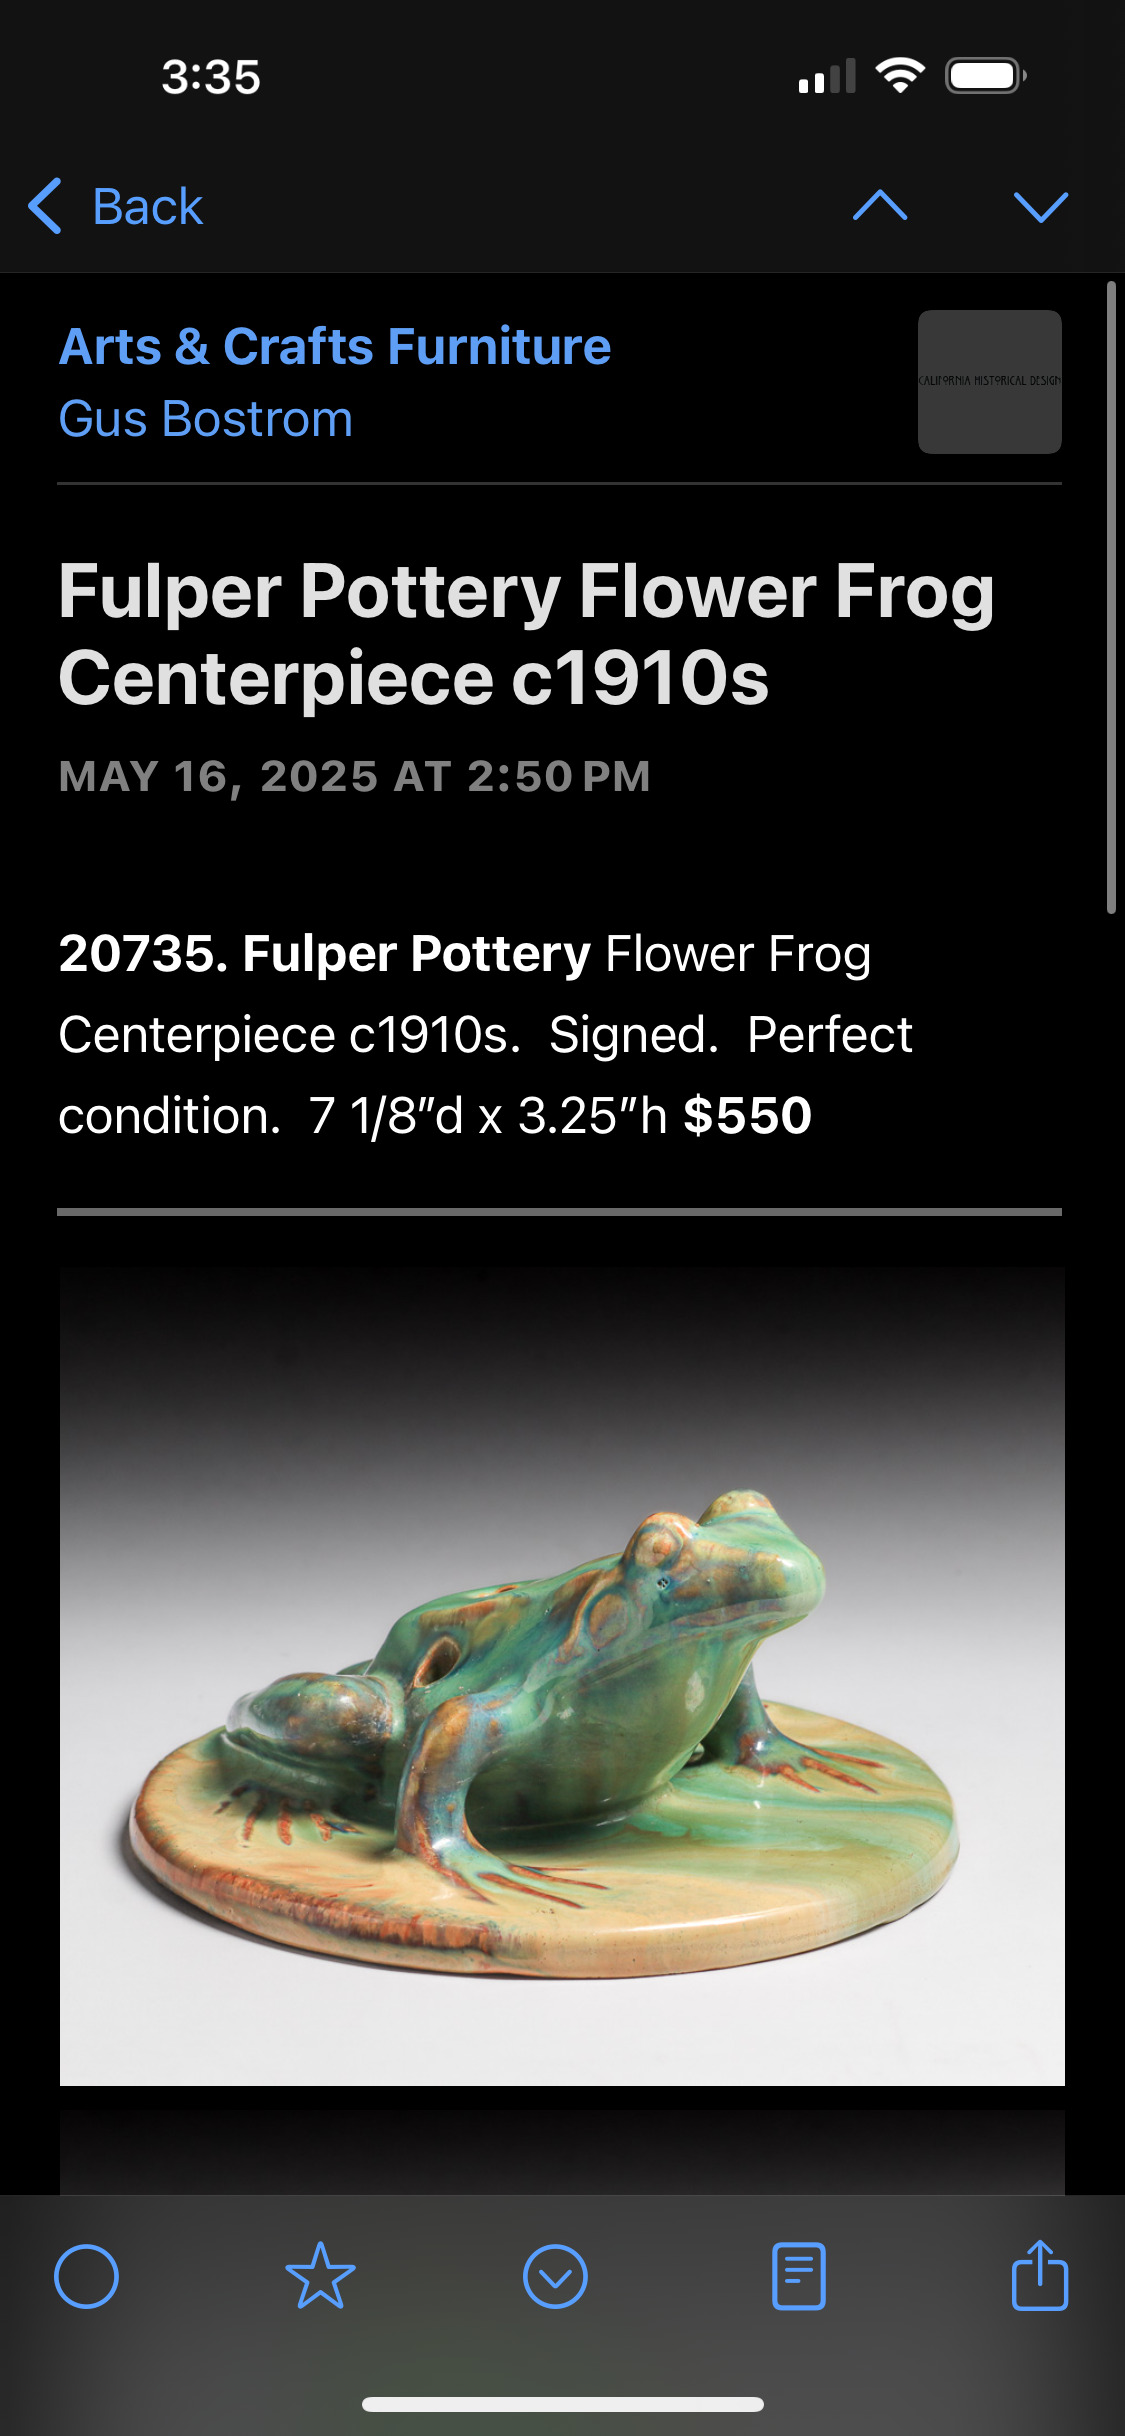 3:35
Back
Arts & Crafts Furniture
CALIFORNIA HISTORICAL DESIGN
Gus Bostrom
Fulper Pottery Flower Frog
Centerpiece c1910s
MAY 16, 2025 AT 2:50 PM
20735. Fulper Pottery Flower Frog
Centerpiece c1910s.  Signed.  Perfect
condition.  7 1/8”d x 3.25”h $550